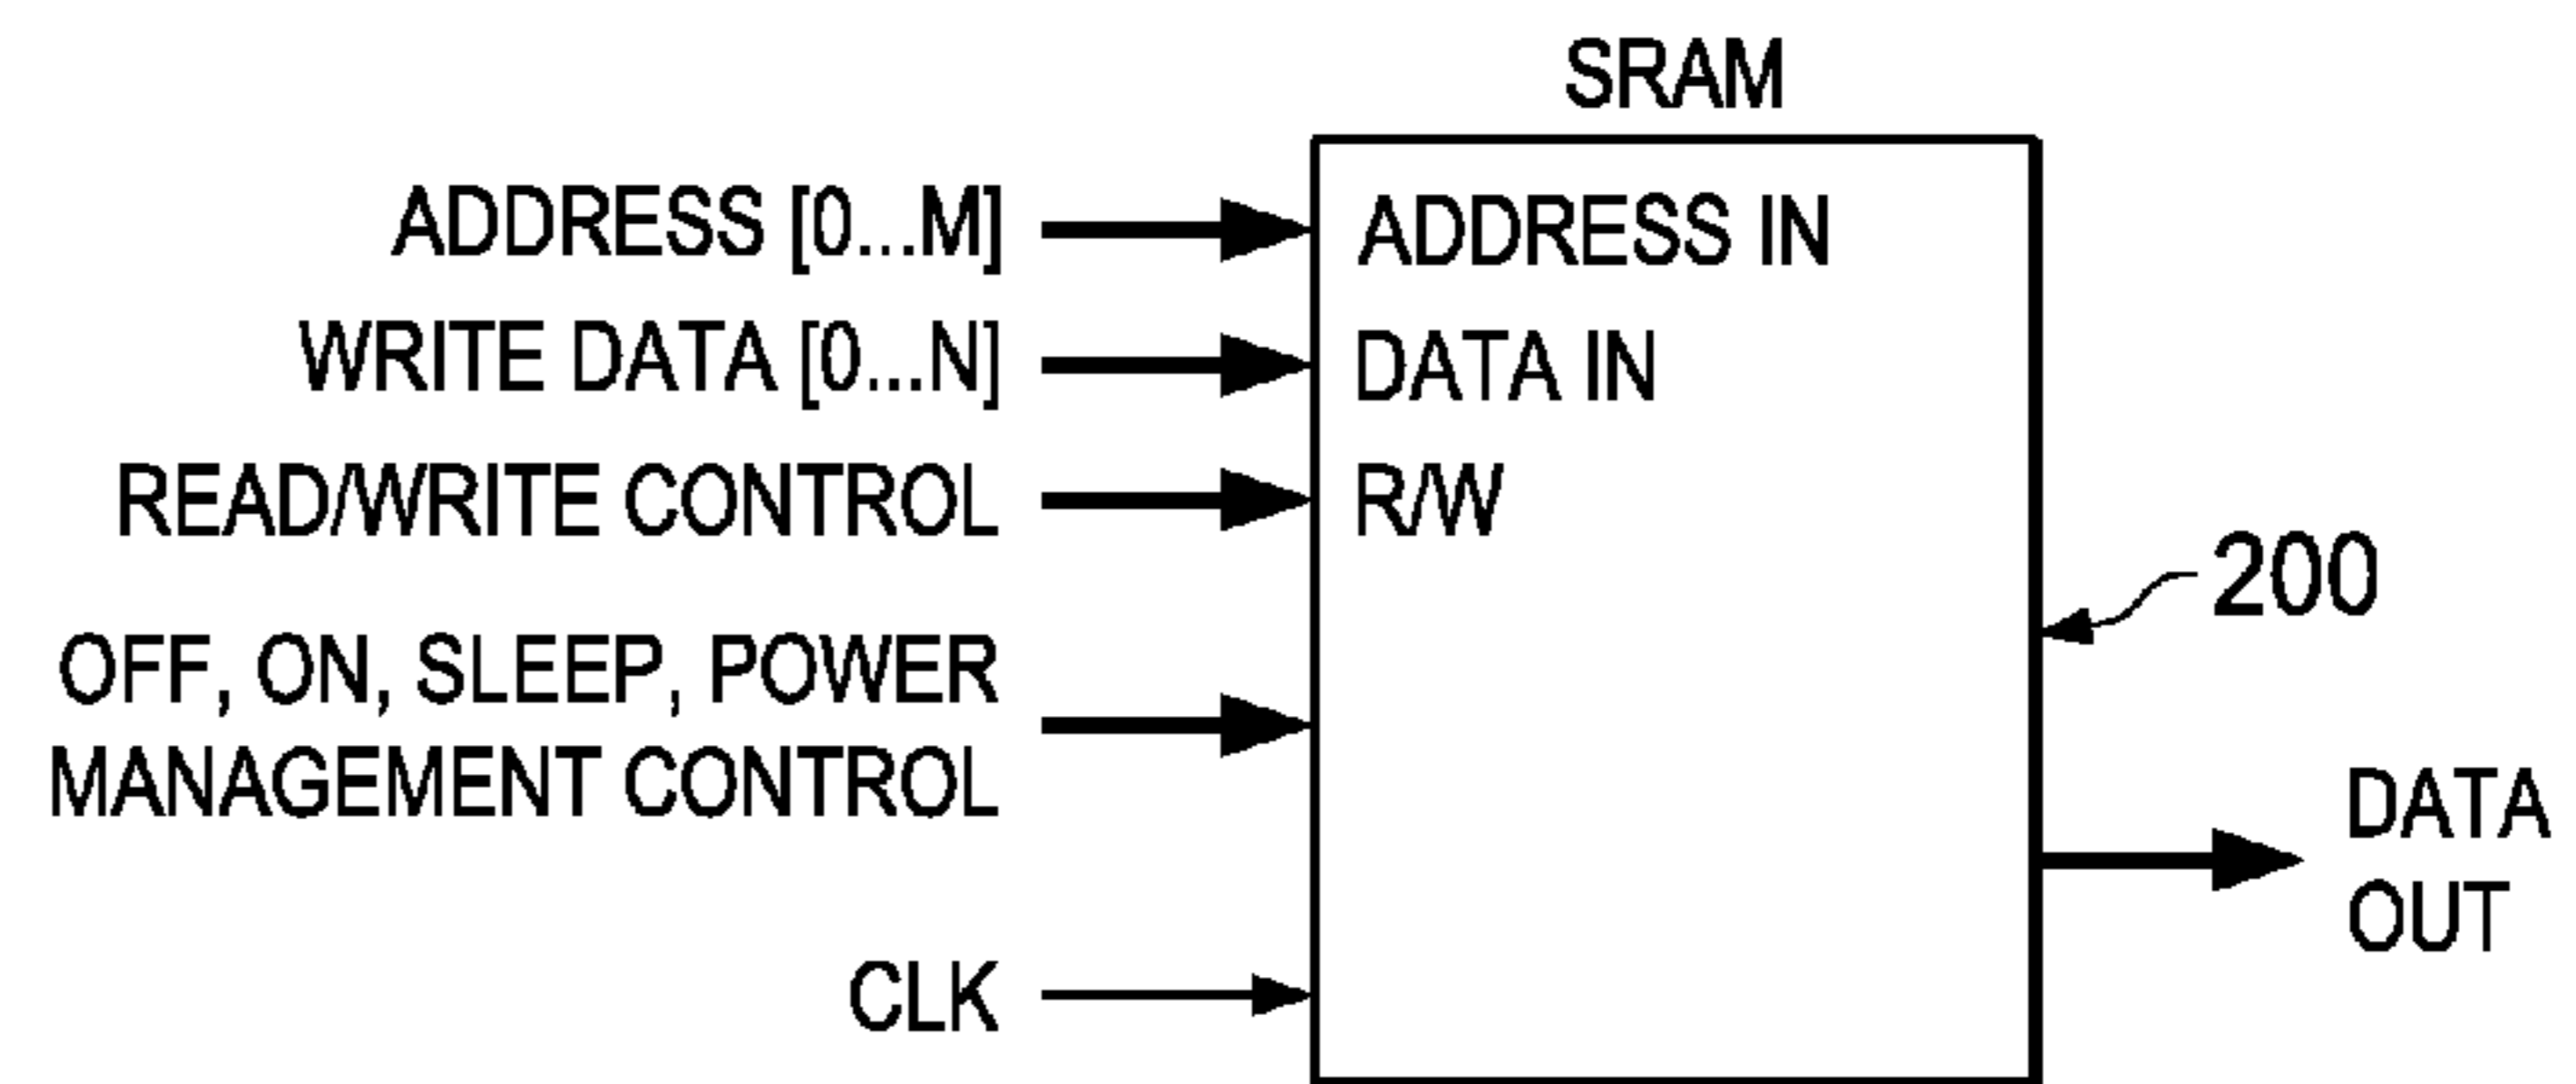 SRAM
ADDRESS [0...M]
ADDRESS IN
WRITE DATA [0...N]
DATA IN
READ/WRITE CONTROL
R/W
200
OFF, ON, SLEEP, POWER
MANAGEMENT CONTROL
DATA
OUT
CLK